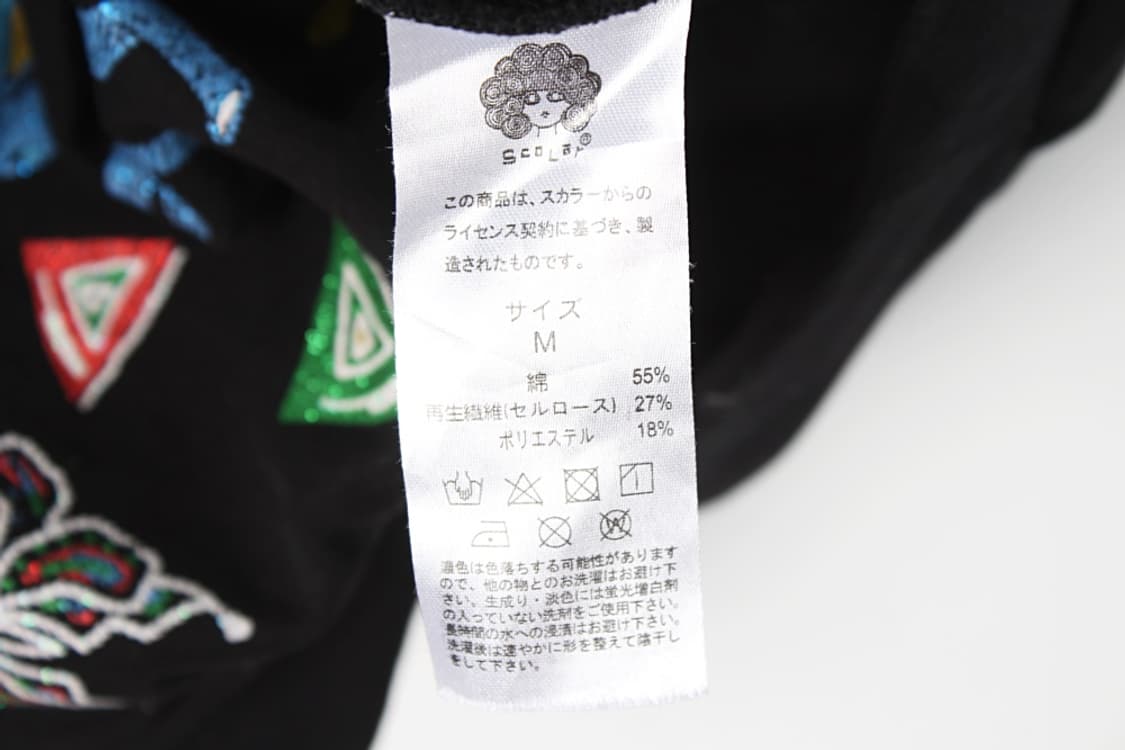 ScoLar®
この商品は、スカラーからの
ライセンス契約に基づき、製
造されたものです。
サイズ
M
綿 55%
再生繊維(セルロース) 27%
ポリエステル 18%
W
濃色は色落ちする可能性があります
ので、他の物とのお洗濯はお避け下
さい。生成り・淡色には蛍光増白剤
の入っていない洗剤をご使用下さい。
長時間の水への浸漬はお避け下さい。
洗濯後は速やかに形を整えて陰干し
をして下さい。